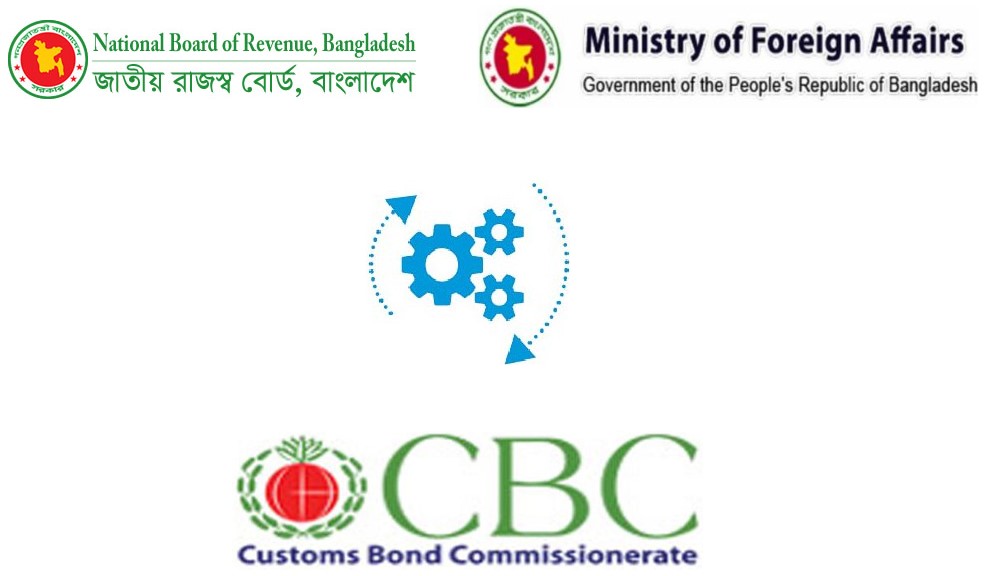 National Board of Revenue, Bangladesh
জাতীয় রাজস্ব বোর্ড, বাংলাদেশ
Ministry of Foreign Affairs
Government of the People's Republic of Bangladesh
CBC
Customs Bond Commissionerate